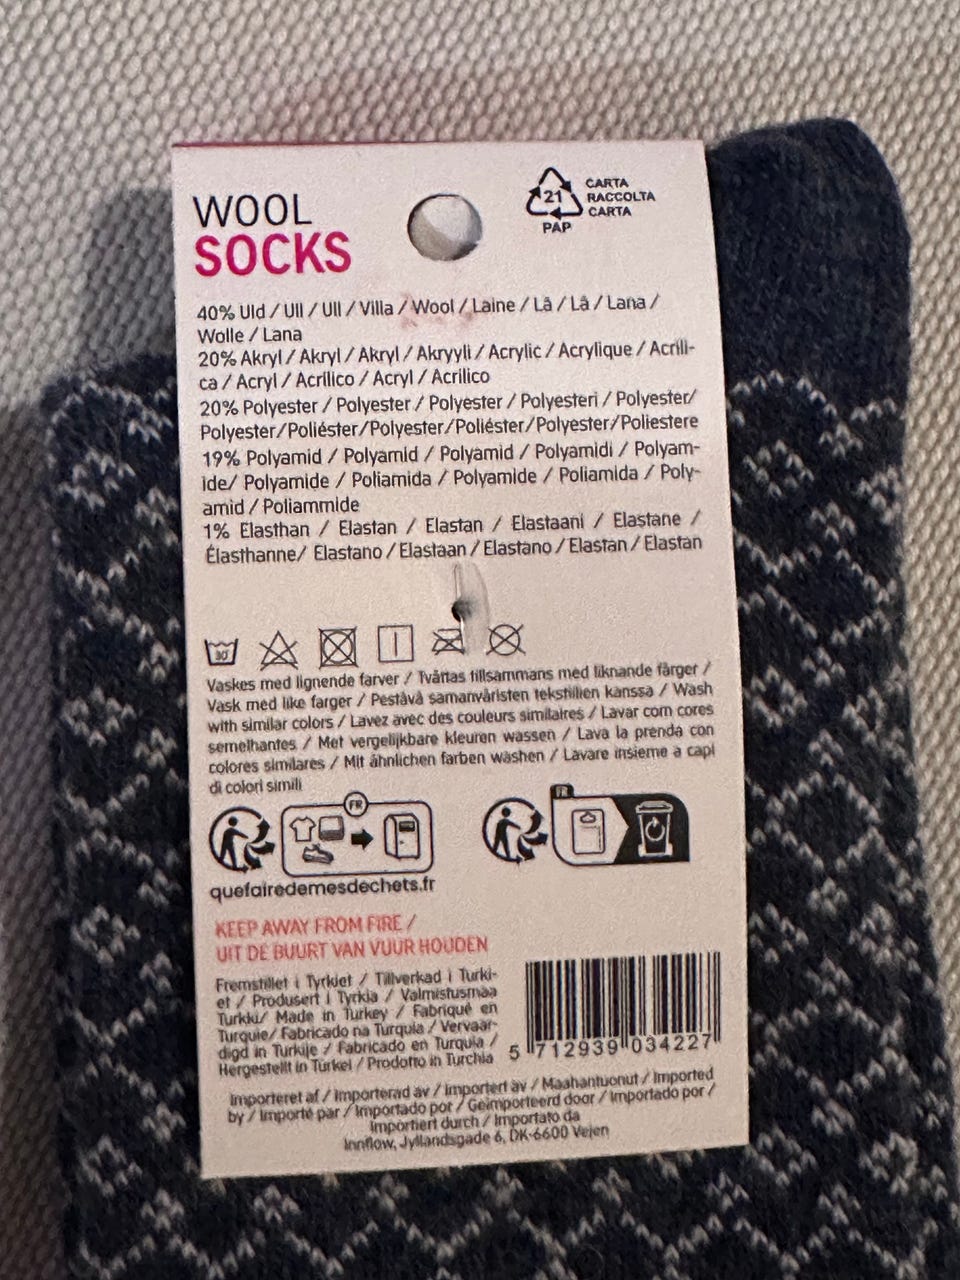 WOOL
SOCKS
21
PAP
CARTA
RACCOLTA
CARTA
40% Uld / Ull / Ull / Villa / Wool / Laine / Lã / Lã / Lana /
Wolle / Lana
20% Akryl / Akryl / Akryl / Akryyli / Acrylic / Acrylique / Acríli-
ca / Acryl / Acrílico / Acryl / Acrilico
20% Polyester / Polyester / Polyester / Polyesteri / Polyester/
Polyester/Poliéster/Polyester/Poliéster/Polyester/Poliestere
19% Polyamid / Polyamid / Polyamid / Polyamidi / Polyam-
ide/ Polyamide / Poliamida / Polyamide / Poliamida / Poly-
amid / Poliammide
1% Elasthan / Elastan / Elastan / Elastaani / Elastane /
Élasthanne/ Elastano / Elastaan / Elastano / Elastan / Elastan
30°
Vaskes med lignende farver / Tvättas tillsammans med liknande färger /
Vask med like farger / Pestävä samanväristen tekstiilien kanssa / Wash
with similar colors / Lavez avec des couleurs similaires / Lavar com cores
semelhantes / Met vergelijkbare kleuren wassen / Lava la prenda con
colores similares / Mit ähnlichen farben washen / Lavare insieme a capi
di colori simili
FR
FR
quefairedemesdechets.fr
KEEP AWAY FROM FIRE /
UIT DE BUURT VAN VUUR HOUDEN
Fremstillet i Tyrkiet / Tillverkad i Turki-
et / Produsert i Tyrkia / Valmistusmaa
Turkki/ Made in Turkey / Fabriqué en
Turquie/ Fabricado na Turquia / Vervaar-
digd in Turkije / Fabricado en Turquía /
Hergestellt in Türkei / Prodotto in Turchia
5 712939 034227
Importeret af / Importerad av / Importert av / Maahantuonut / Imported
by / Importé par / Importado por / Geïmporteerd door / Importado por /
Importiert durch / Importato da
Innflow, Jyllandsgade 6, DK-6600 Vejen